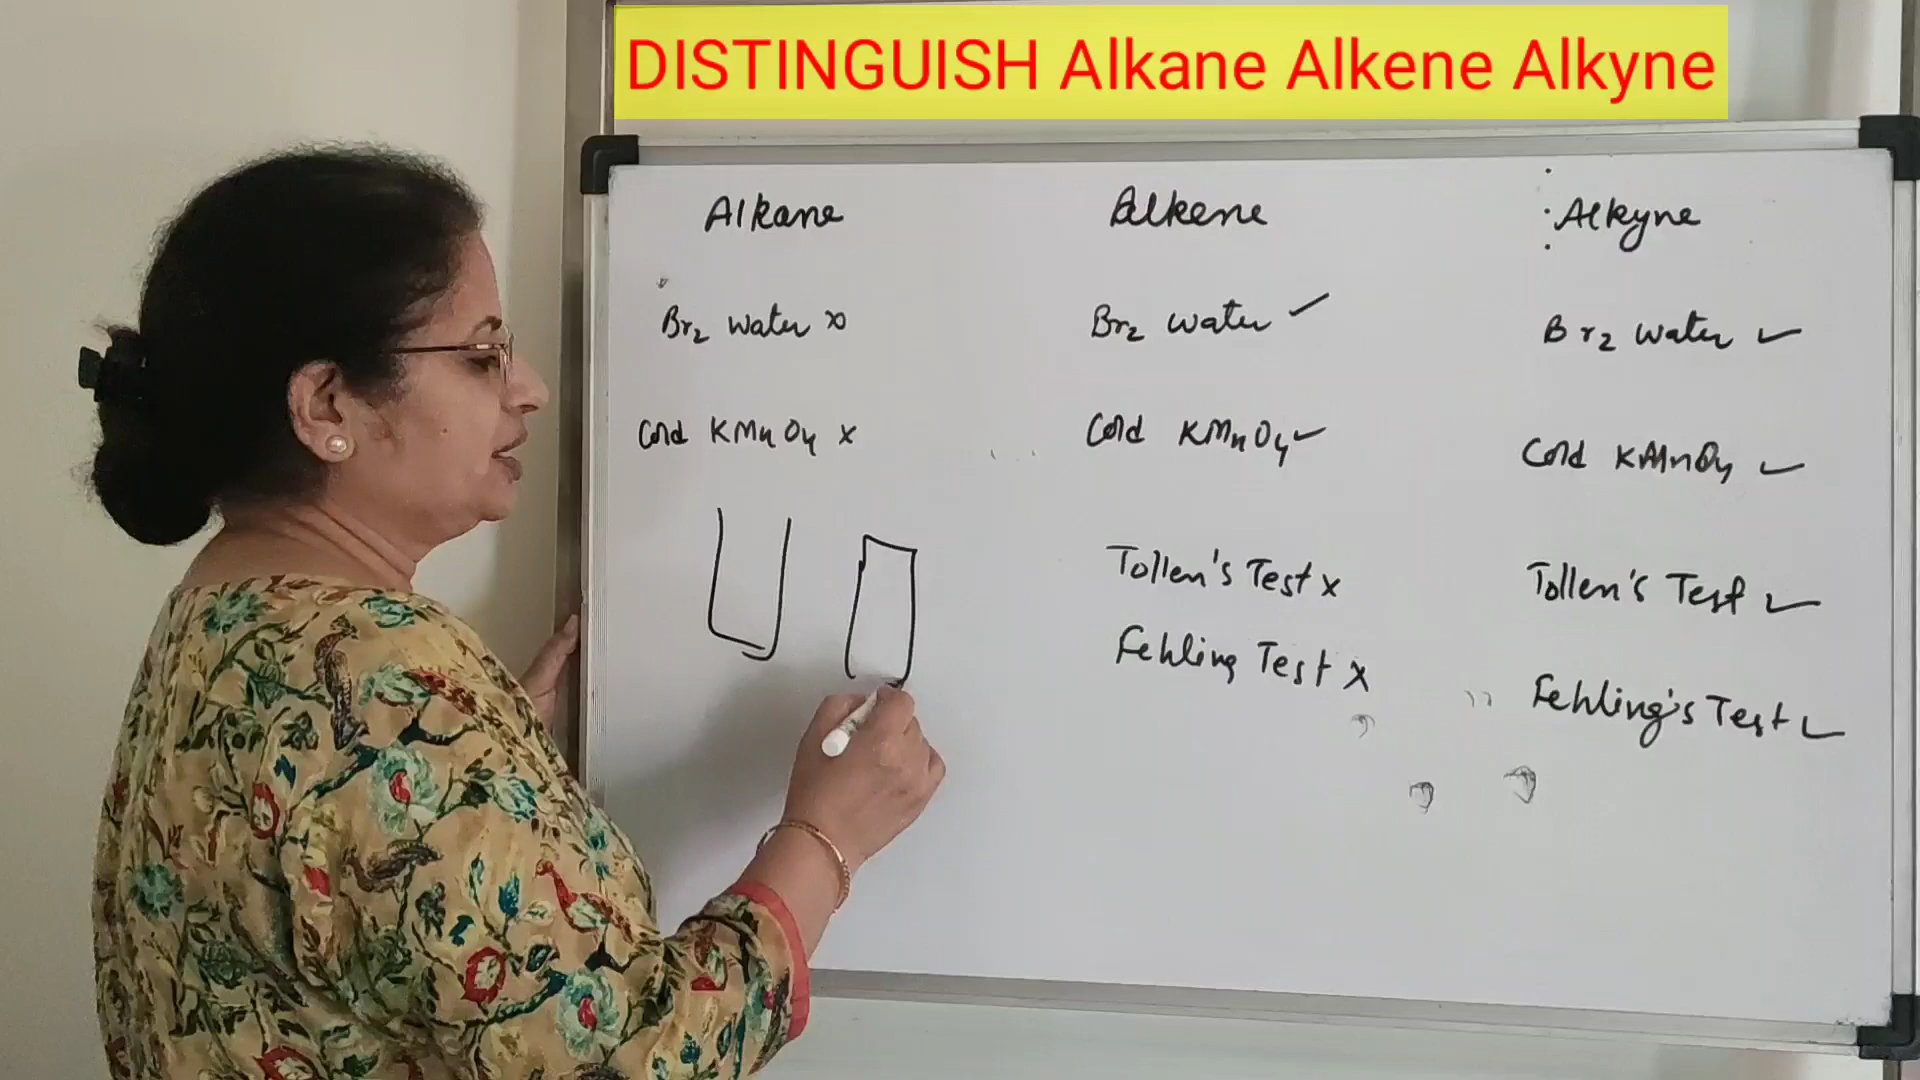 DISTINGUISH Alkane Alkene Alkyne
Alkane
Alkene
Alkyne
Br2 water x
Br2 water ✓
Br2 water ✓
Cold KMnO4 x
Cold KMnO4 ✓
Cold KMnO4 ✓
Tollen's Test x
Tollen's Test ✓
Fehling Test x
Fehling's Test ✓